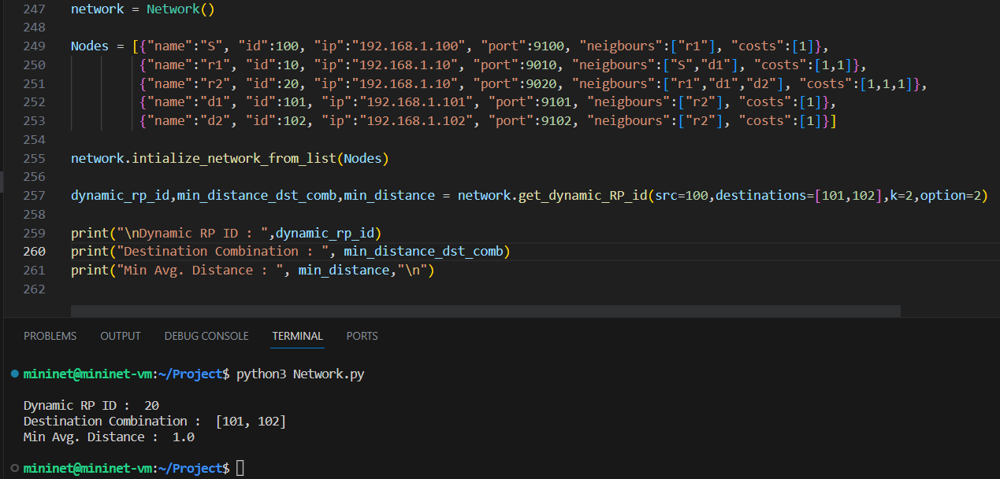 247 network = Network()
248
249 Nodes = [{"name":"S", "id":100, "ip":"192.168.1.100", "port":9100, "neigbours":["r1"], "costs":[1]},
250 {"name":"r1", "id":10, "ip":"192.168.1.10", "port":9010, "neigbours":["S","d1"], "costs":[1,1]},
251 {"name":"r2", "id":20, "ip":"192.168.1.10", "port":9020, "neigbours":["r1","d1","d2"], "costs":[1,1,1]},
252 {"name":"d1", "id":101, "ip":"192.168.1.101", "port":9101, "neigbours":["r2"], "costs":[1]},
253 {"name":"d2", "id":102, "ip":"192.168.1.102", "port":9102, "neigbours":["r2"], "costs":[1]}]
254
255 network.intialize_network_from_list(Nodes)
256
257 dynamic_rp_id,min_distance_dst_comb,min_distance = network.get_dynamic_RP_id(src=100,destinations=[101,102],k=2,option=2)
258
259 print("\nDynamic RP ID : ",dynamic_rp_id)
260 print("Destination Combination : ", min_distance_dst_comb)
261 print("Min Avg. Distance : ", min_distance,"\n")
262
PROBLEMS OUTPUT DEBUG CONSOLE TERMINAL PORTS
mininet@mininet-vm:~/Project$ python3 Network.py
Dynamic RP ID :  20
Destination Combination :  [101, 102]
Min Avg. Distance :  1.0
mininet@mininet-vm:~/Project$